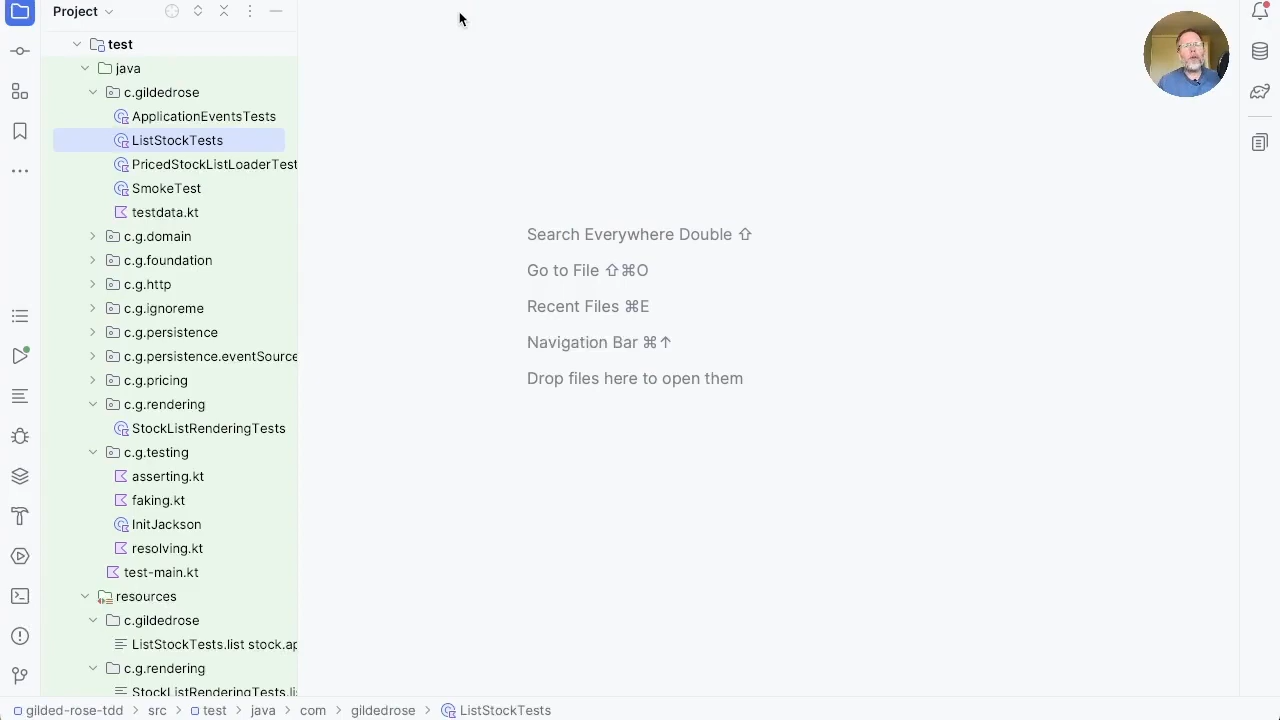 Project
test
java
c.gildedrose
ApplicationEventsTests
ListStockTests
PricedStockListLoaderTest
SmokeTest
testdata.kt
c.g.domain
c.g.foundation
c.g.http
c.g.ignoreme
c.g.persistence
c.g.persistence.eventSource
c.g.pricing
c.g.rendering
StockListRenderingTests
c.g.testing
asserting.kt
faking.kt
InitJackson
resolving.kt
test-main.kt
resources
c.gildedrose
ListStockTests.list stock.ap
c.g.rendering
StockListRenderingTests.lis
Search Everywhere Double ⇧
Go to File ⇧⌘O
Recent Files ⌘E
Navigation Bar ⌘↑
Drop files here to open them
gilded-rose-tdd > src > test > java > com > gildedrose > ListStockTests